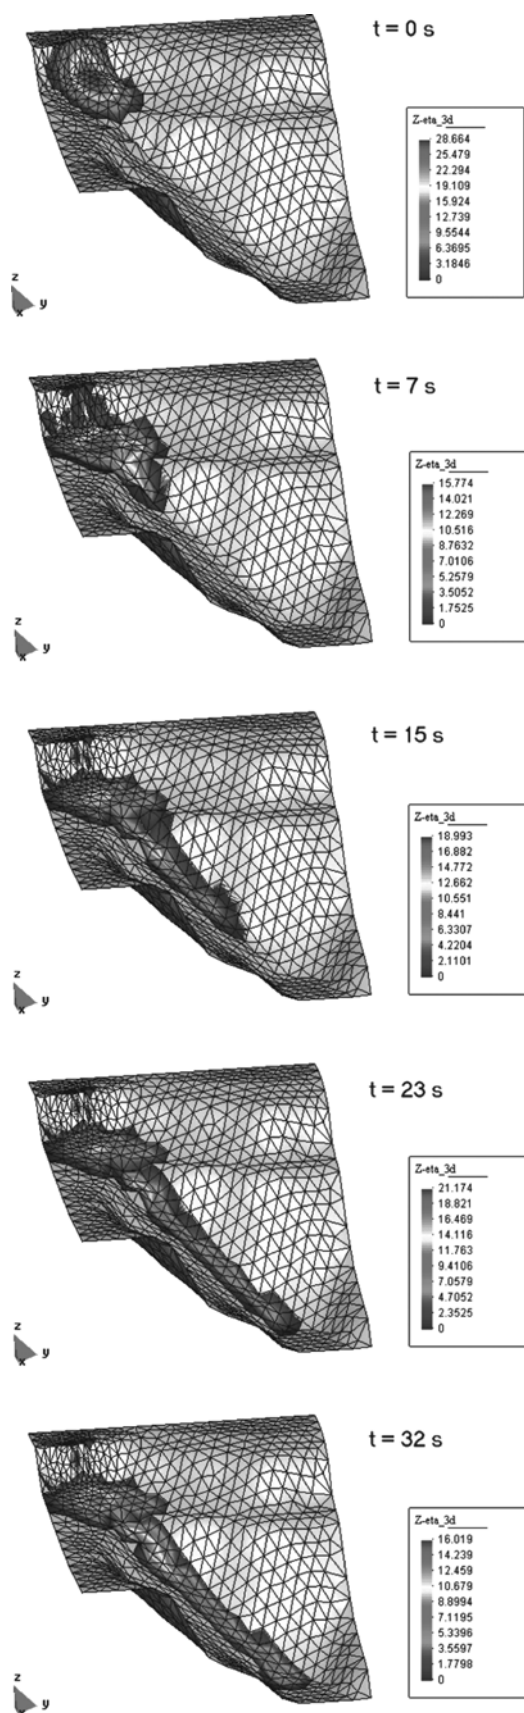 t = 0 s
Z-eta_3d
28.664
25.479
22.294
19.109
15.924
12.739
9.5544
6.3695
3.1846
0
z
y
x
t = 7 s
Z-eta_3d
15.774
14.021
12.269
10.516
8.7632
7.0106
5.2579
3.5052
1.7525
0
z
y
x
t = 15 s
Z-eta_3d
18.993
16.882
14.772
12.662
10.551
8.441
6.3307
4.2204
2.1101
0
z
y
x
t = 23 s
Z-eta_3d
21.174
18.821
16.469
14.116
11.763
9.4106
7.0579
4.7052
2.3525
0
z
y
x
t = 32 s
Z-eta_3d
16.019
14.239
12.459
10.679
8.8994
7.1195
5.3396
3.5597
1.7798
0
z
y
x